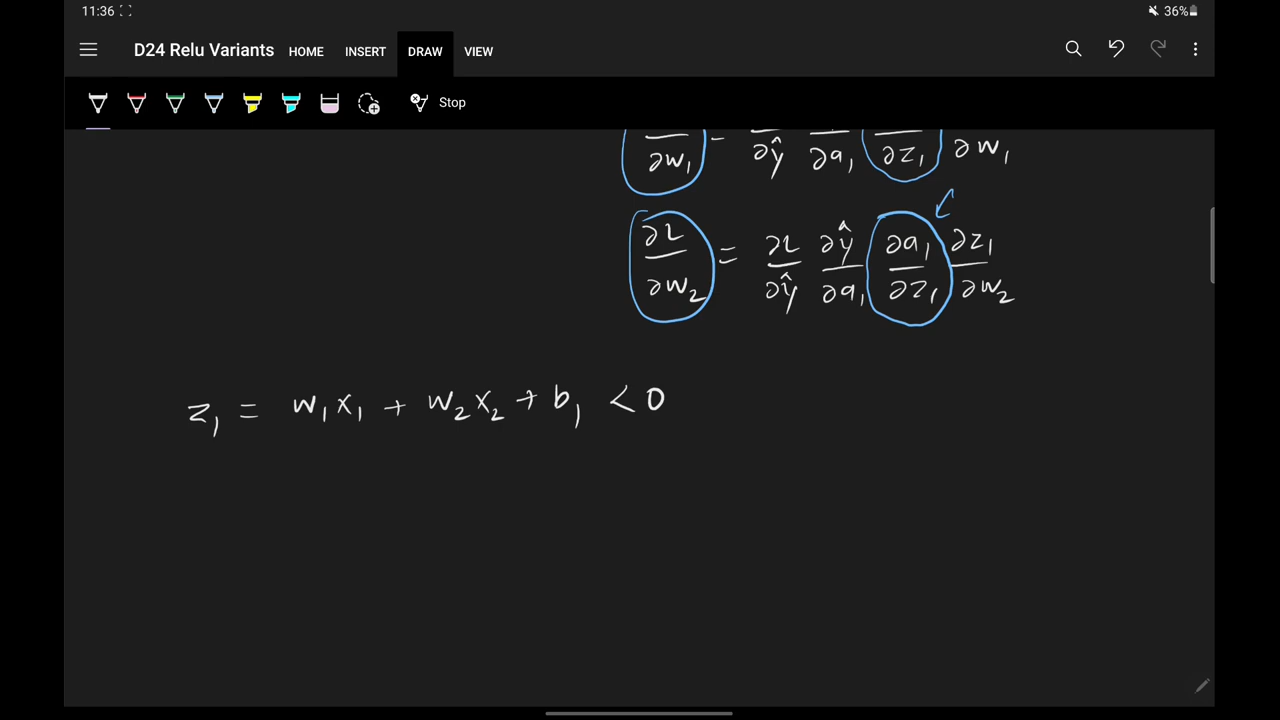 11:36
36%
D24 Relu Variants HOME INSERT DRAW VIEW
Stop
∂w₁ = ∂ŷ ∂a₁ ∂z₁ ∂w₁
∂L/∂w₂ = ∂L/∂ŷ ∂ŷ/∂a₁ ∂a₁/∂z₁ ∂z₁/∂w₂
z₁ = w₁x₁ + w₂x₂ + b₁ < 0